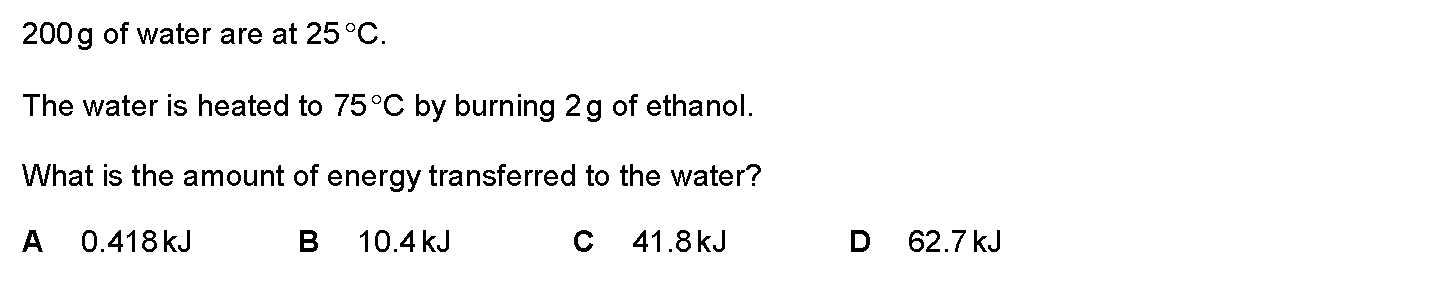 200 g of water are at 25 °C.
The water is heated to 75 °C by burning 2 g of ethanol.
What is the amount of energy transferred to the water?
A 0.418 kJ B 10.4 kJ C 41.8 kJ D 62.7 kJ